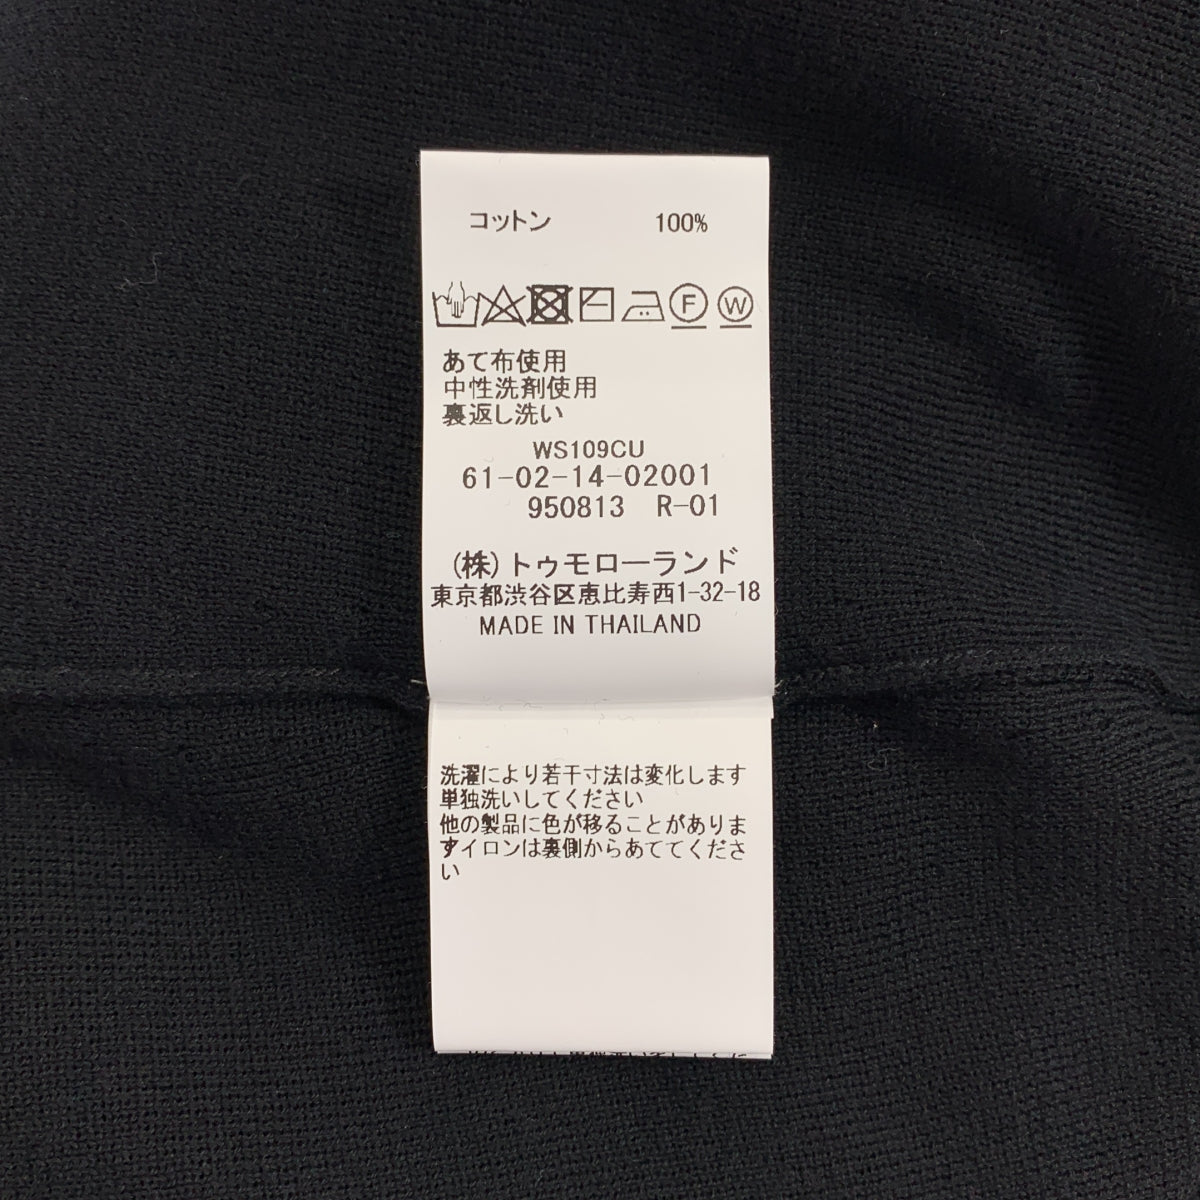 コットン 100%
F W
あて布使用
中性洗剤使用
裏返し洗い
WS109CU
61-02-14-02001
950813 R-01
(株)トゥモローランド
東京都渋谷区恵比寿西1-32-18
MADE IN THAILAND
洗濯により若干寸法は変化します
単独洗いしてください
他の製品に色が移ることがありま
イロンは裏側からあててくださ
い